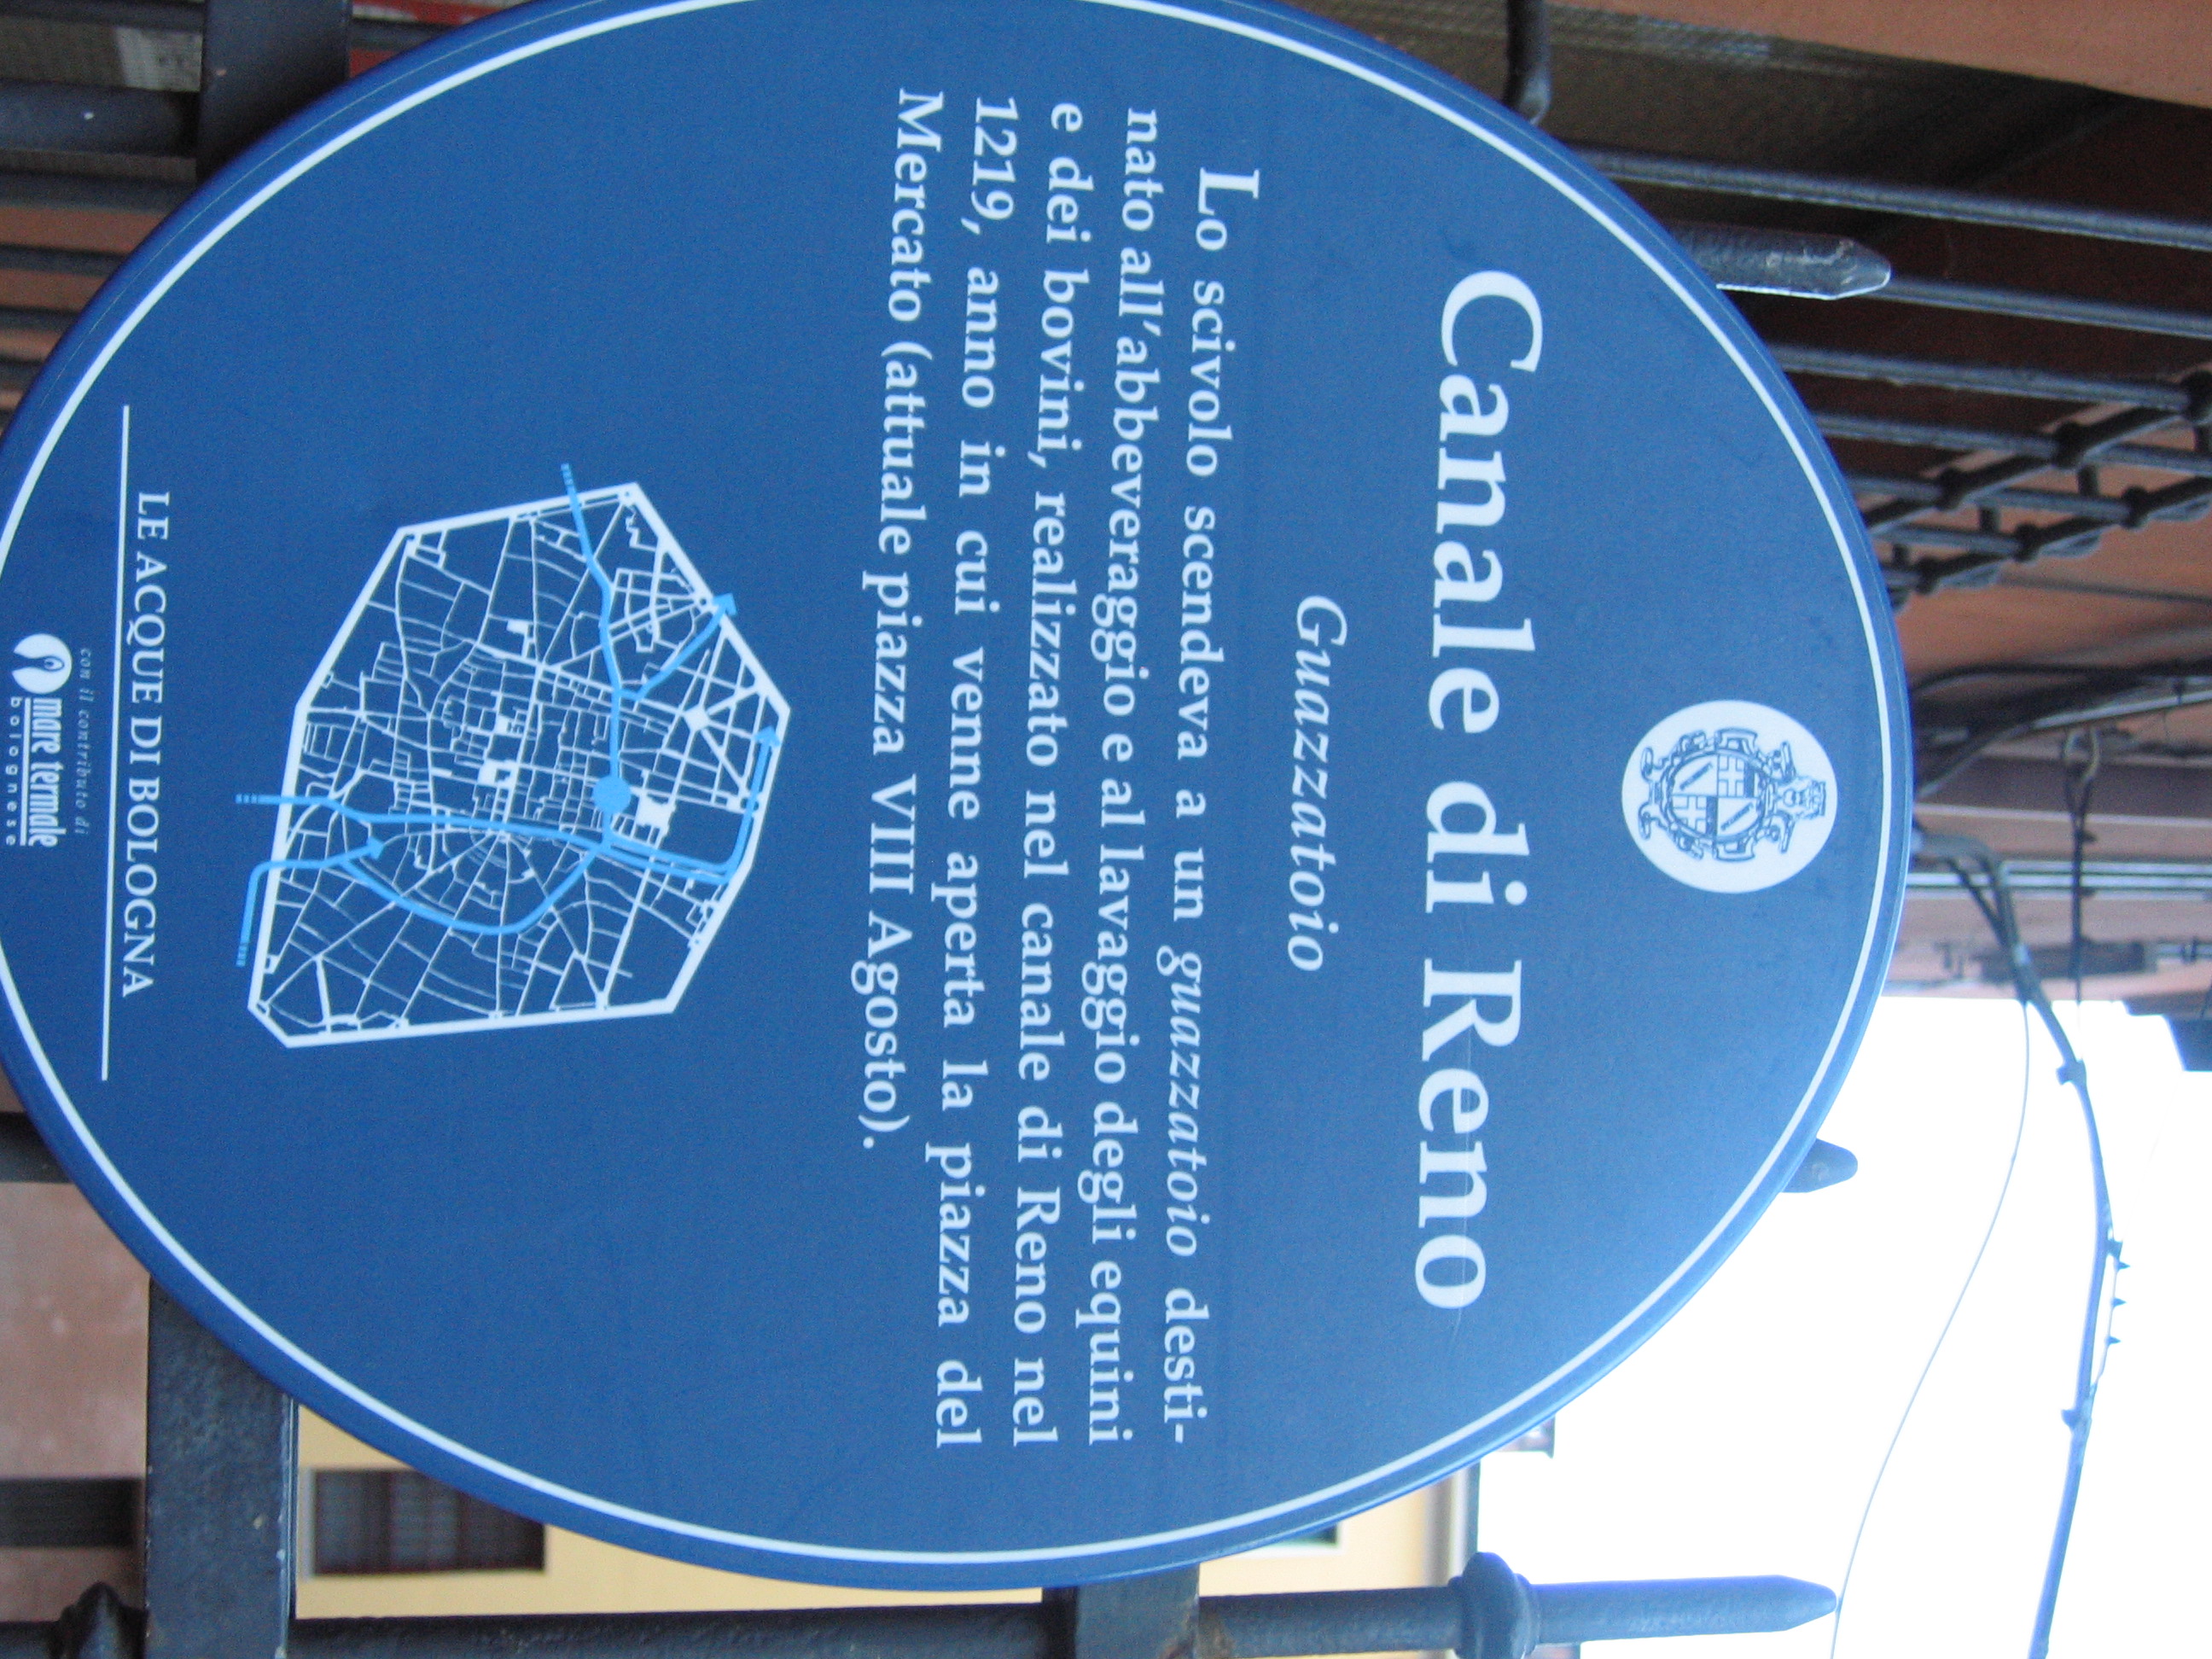 Canale di Reno
Guazzatoio
Lo scivolo scendeva a un guazzatoio desti-
nato all'abbeveraggio e al lavaggio degli equini
e dei bovini, realizzato nel canale di Reno nel
1219, anno in cui venne aperta la piazza del
Mercato (attuale piazza VIII Agosto).
LE ACQUE DI BOLOGNA
con il contributo di
mare termale
bolognese